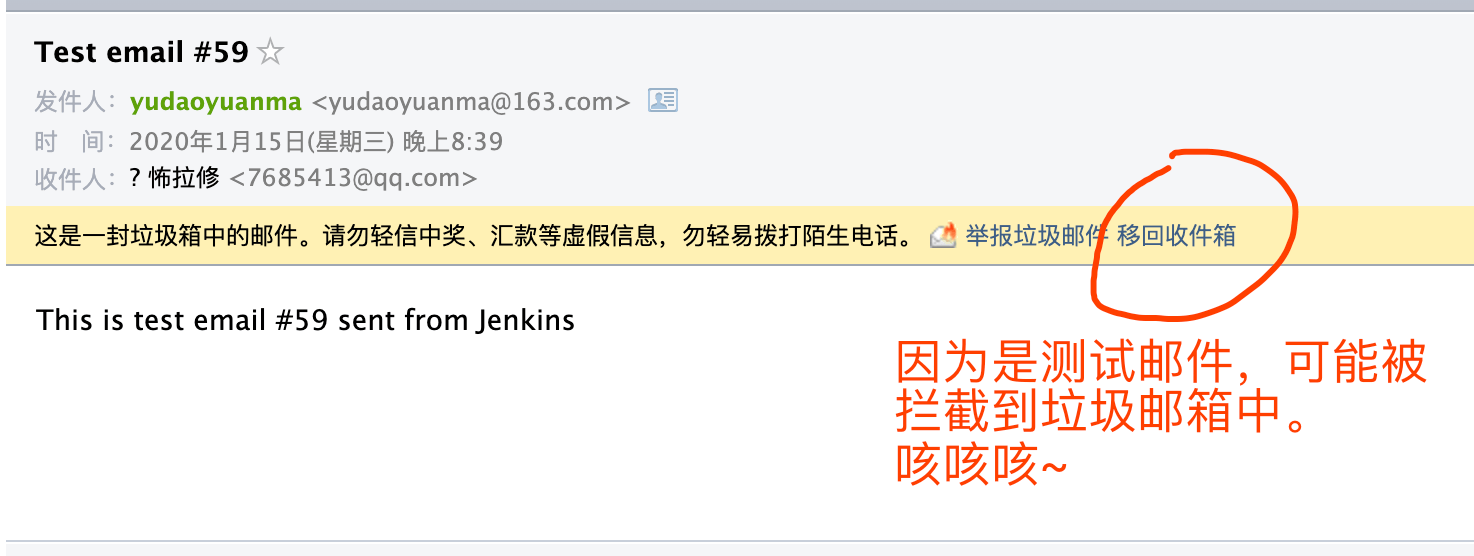 Test email #59
发件人：yudaoyuanma <yudaoyuanma@163.com>
时　间：2020年1月15日(星期三) 晚上8:39
收件人：? 怖拉修 <7685413@qq.com>
这是一封垃圾箱中的邮件。请勿轻信中奖、汇款等虚假信息，勿轻易拨打陌生电话。 举报垃圾邮件 移回收件箱
This is test email #59 sent from Jenkins
因为是测试邮件，可能被
拦截到垃圾邮箱中。
咳咳咳~